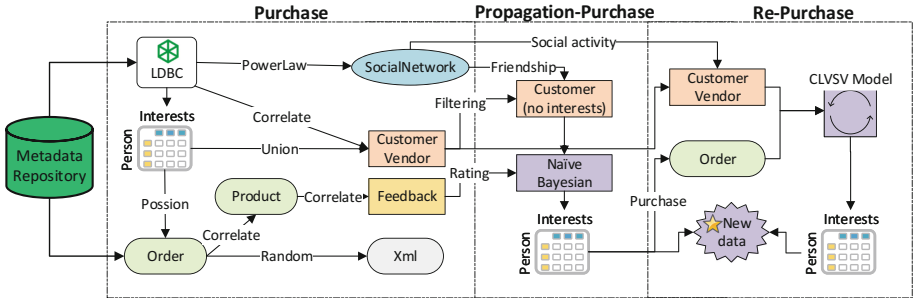 Purchase
Propagation-Purchase
Re-Purchase
LDBC
PowerLaw
SocialNetwork
Social activity
Friendship
Customer
(no interests)
Customer
Vendor
CLVSV Model
Filtering
Interests
Person
Correlate
Union
Customer
Vendor
Metadata
Repository
Naïve
Bayesian
Order
Product
Correlate
Feedback
Rating
Purchase
Possion
Correlate
Order
Random
Xml
Interests
Person
New
data
Interests
Person